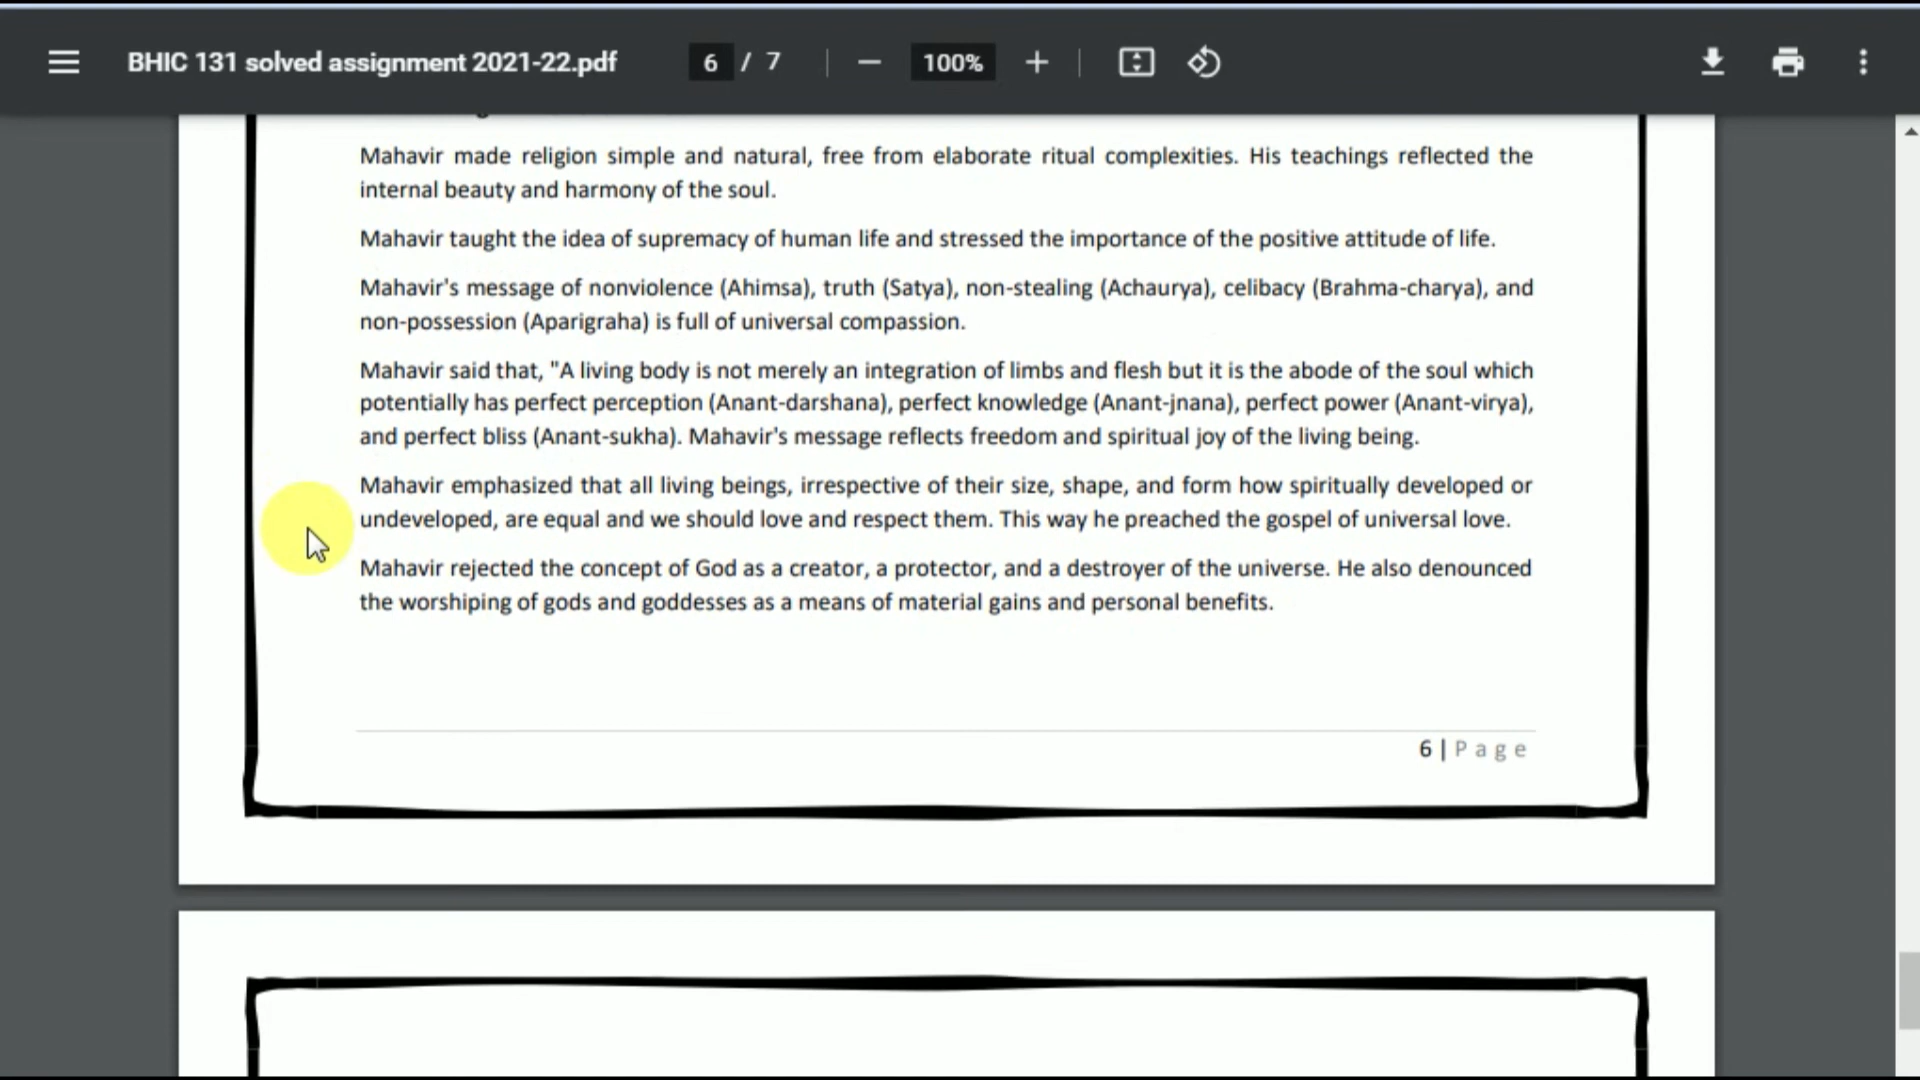 BHIC 131 solved assignment 2021-22.pdf 6 / 7 100%
Mahavir made religion simple and natural, free from elaborate ritual complexities. His teachings reflected the
internal beauty and harmony of the soul.
Mahavir taught the idea of supremacy of human life and stressed the importance of the positive attitude of life.
Mahavir's message of nonviolence (Ahimsa), truth (Satya), non-stealing (Achaurya), celibacy (Brahma-charya), and
non-possession (Aparigraha) is full of universal compassion.
Mahavir said that, "A living body is not merely an integration of limbs and flesh but it is the abode of the soul which
potentially has perfect perception (Anant-darshana), perfect knowledge (Anant-jnana), perfect power (Anant-virya),
and perfect bliss (Anant-sukha). Mahavir's message reflects freedom and spiritual joy of the living being.
Mahavir emphasized that all living beings, irrespective of their size, shape, and form how spiritually developed or
undeveloped, are equal and we should love and respect them. This way he preached the gospel of universal love.
Mahavir rejected the concept of God as a creator, a protector, and a destroyer of the universe. He also denounced
the worshiping of gods and goddesses as a means of material gains and personal benefits.
6 | Page